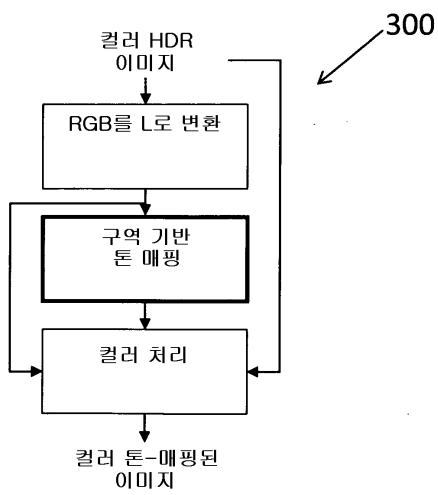 컬러 HDR
이미지
300
RGB를 L로 변환
구역 기반
톤 매핑
컬러 처리
컬러 톤-매핑된
이미지